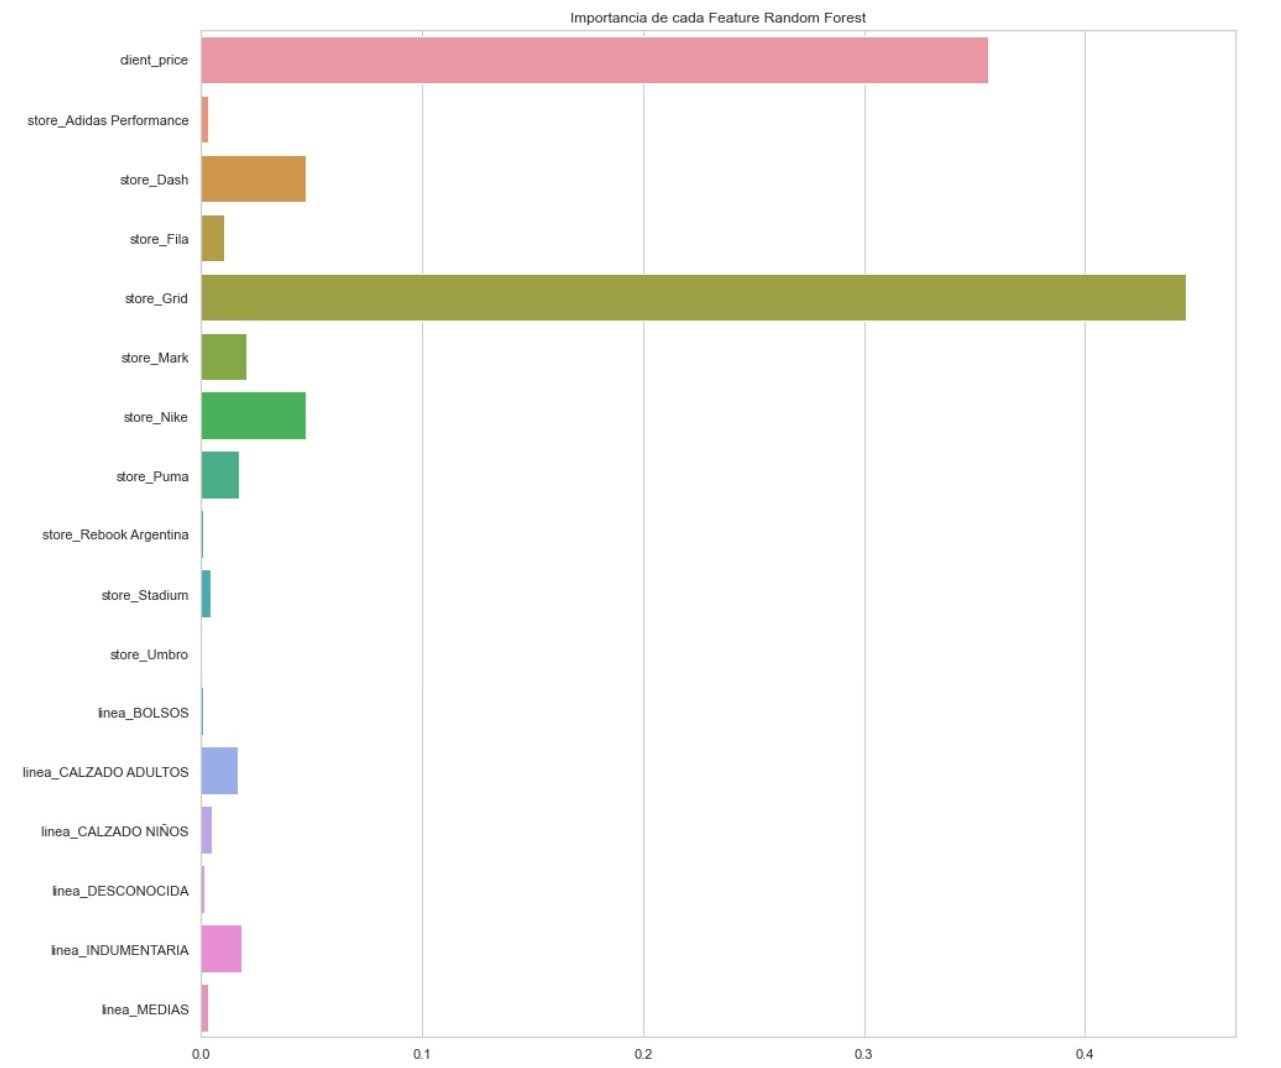 Importancia de cada Feature Random Forest
client_price
store_Adidas Performance
store_Dash
store_Fila
store_Grid
store_Mark
store_Nike
store_Puma
store_Rebook Argentina
store_Stadium
store_Umbro
linea_BOLSOS
linea_CALZADO ADULTOS
linea_CALZADO NIÑOS
linea_DESCONOCIDA
linea_INDUMENTARIA
linea_MEDIAS
0.0 0.1 0.2 0.3 0.4